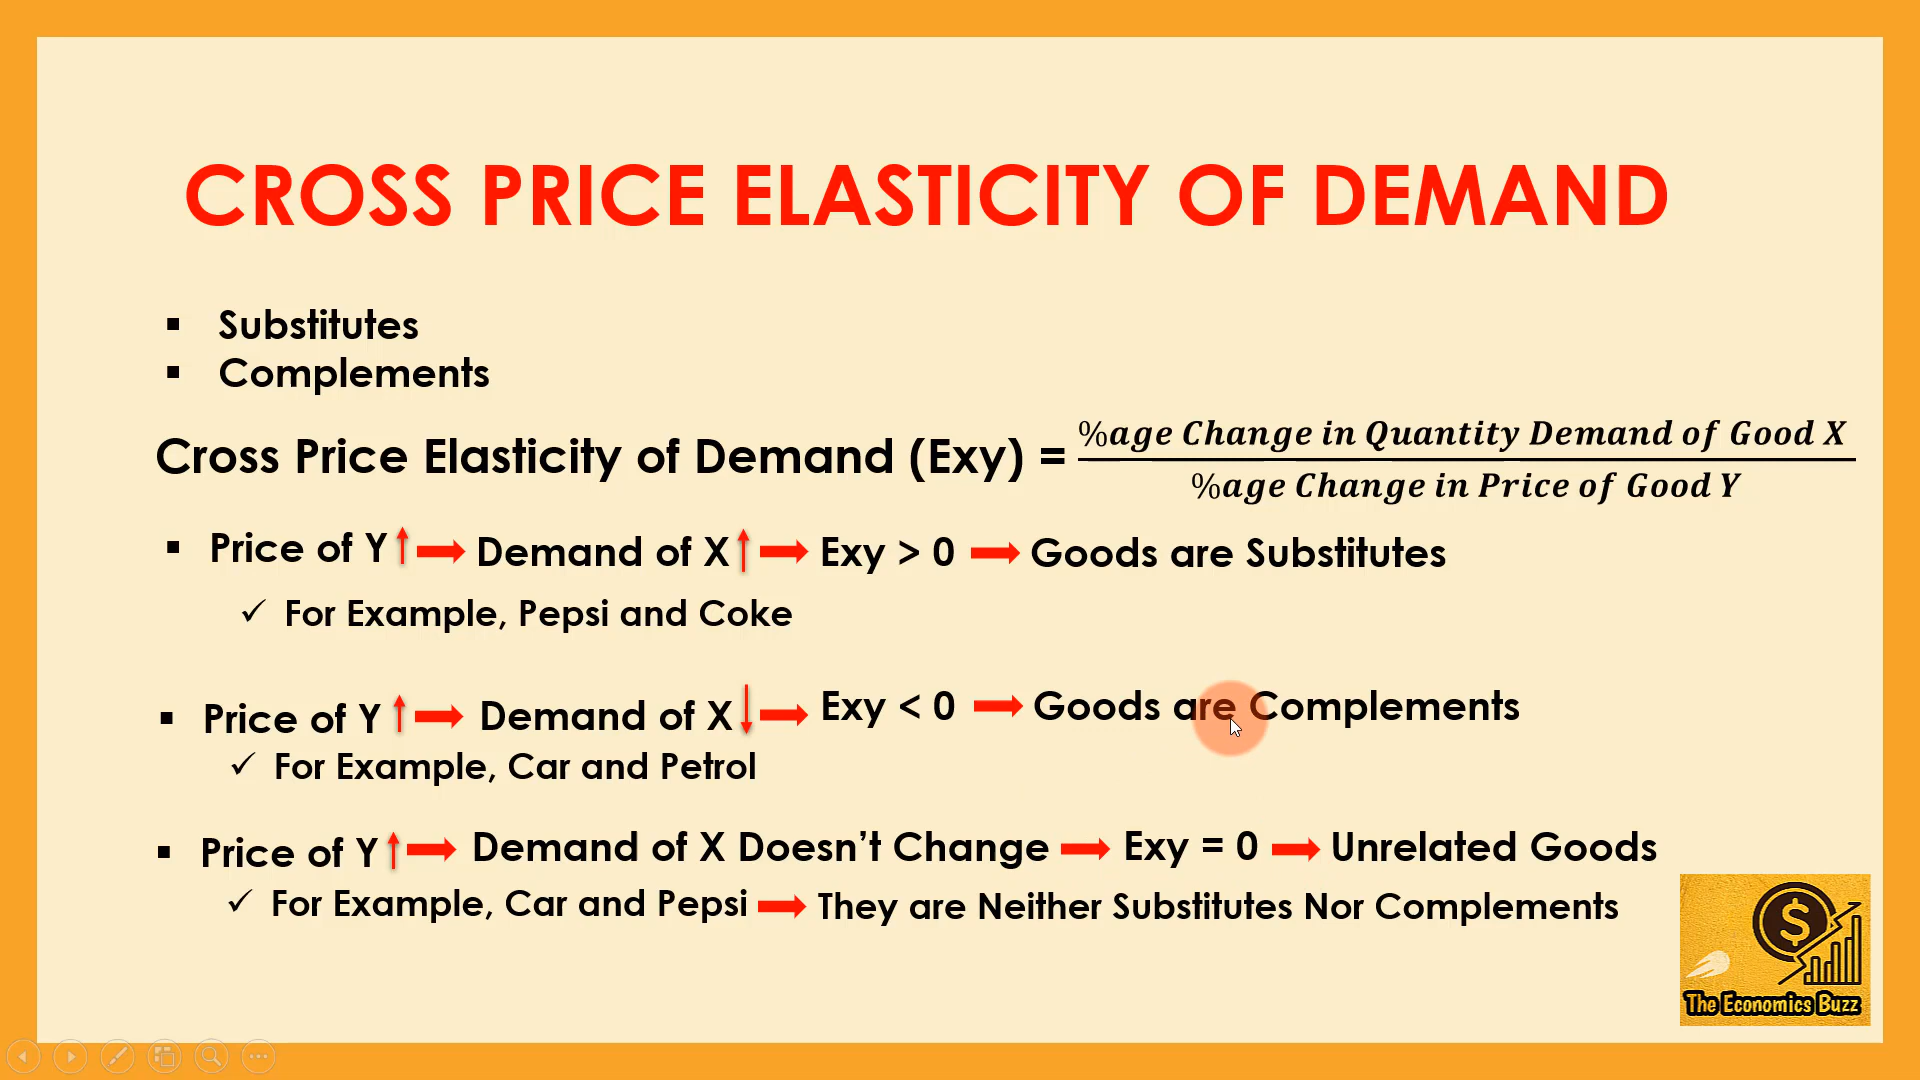 CROSS PRICE ELASTICITY OF DEMAND
▪ Substitutes
▪ Complements
Cross Price Elasticity of Demand (Exy) = %age Change in Quantity Demand of Good X
%age Change in Price of Good Y
▪ Price of Y ↑ → Demand of X ↑ → Exy > 0 → Goods are Substitutes
✓ For Example, Pepsi and Coke
▪ Price of Y ↑ → Demand of X ↓ → Exy < 0 → Goods are Complements
✓ For Example, Car and Petrol
▪ Price of Y ↑ → Demand of X Doesn’t Change → Exy = 0 → Unrelated Goods
✓ For Example, Car and Pepsi → They are Neither Substitutes Nor Complements
$
The Economics Buzz